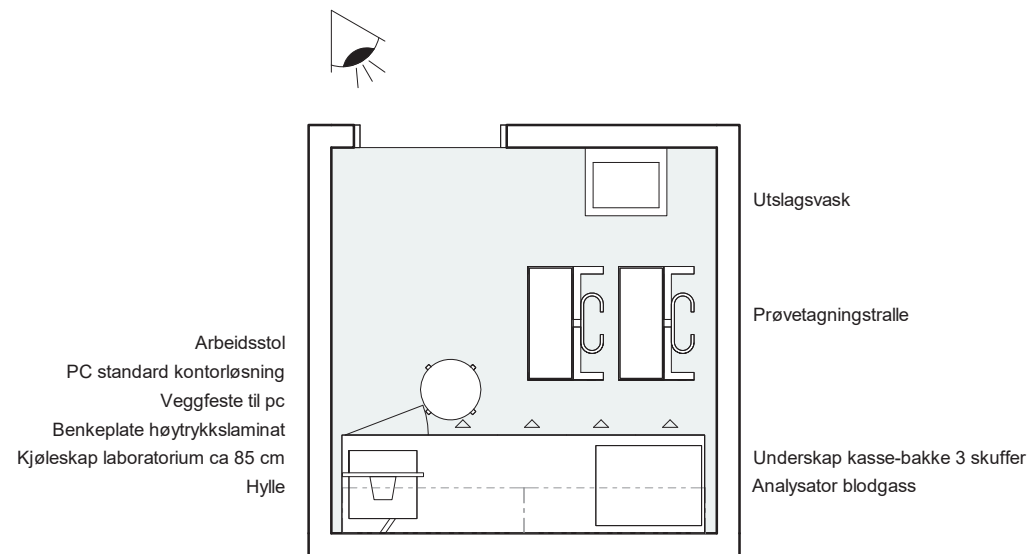 Utslagsvask
Prøvetagningstralle
Arbeidsstol
PC standard kontorløsning
Veggfeste til pc
Benkeplate høytrykkslaminat
Kjøleskap laboratorium ca 85 cm
Hylle
Underskap kasse-bakke 3 skuffer
Analysator blodgass